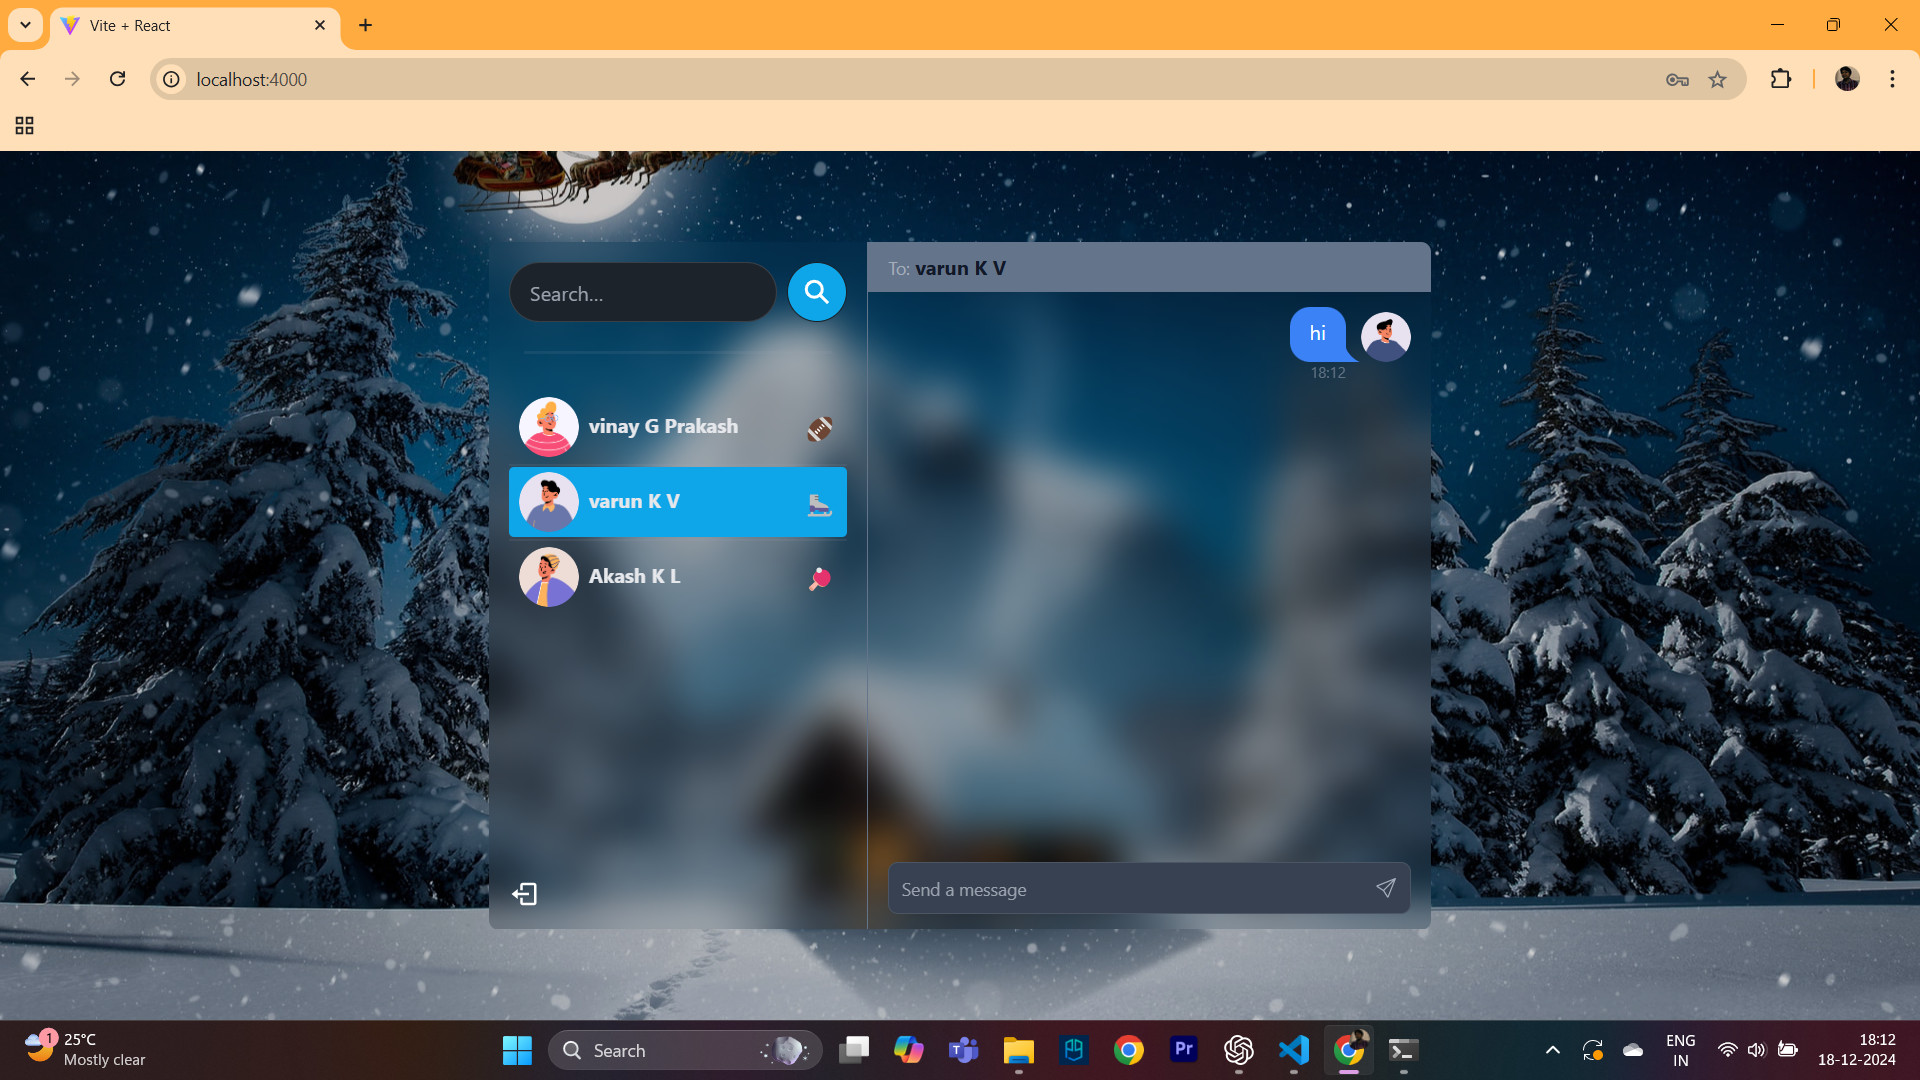 Vite + React
localhost:4000
Search...
To: varun K V
hi
18:12
vinay G Prakash
varun K V
Akash K L
Send a message
1
25°C
Mostly clear
Search
T
Pr
ENG
IN
18:12
18-12-2024